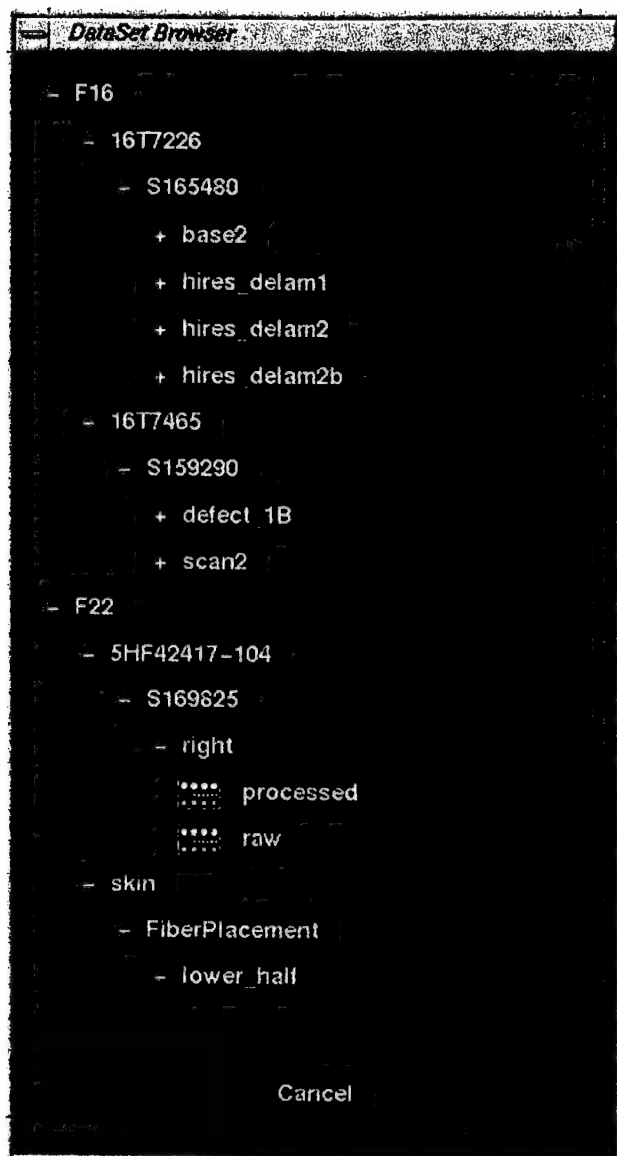 DataSet Browser
- F16
- 16T7226
- S165480
+ base2
+ hires_delam1
+ hires_delam2
+ hires_delam2b
- 16T7465
- S159290
+ defect_1B
+ scan2
- F22
- 5HF42417-104
- S169825
- right
processed
raw
- skin
- FiberPlacement
- lower_half
Cancel